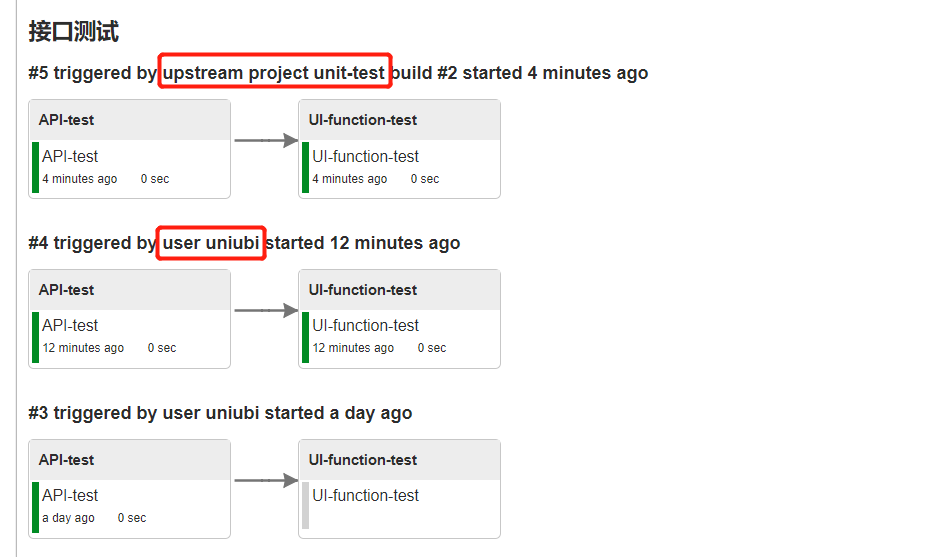 接口测试
#5 triggered by upstream project unit-test build #2 started 4 minutes ago
API-test
UI-function-test
API-test
UI-function-test
4 minutes ago 0 sec
4 minutes ago 0 sec
#4 triggered by user uniubi started 12 minutes ago
API-test
UI-function-test
API-test
UI-function-test
12 minutes ago 0 sec
12 minutes ago 0 sec
#3 triggered by user uniubi started a day ago
API-test
UI-function-test
API-test
UI-function-test
a day ago 0 sec